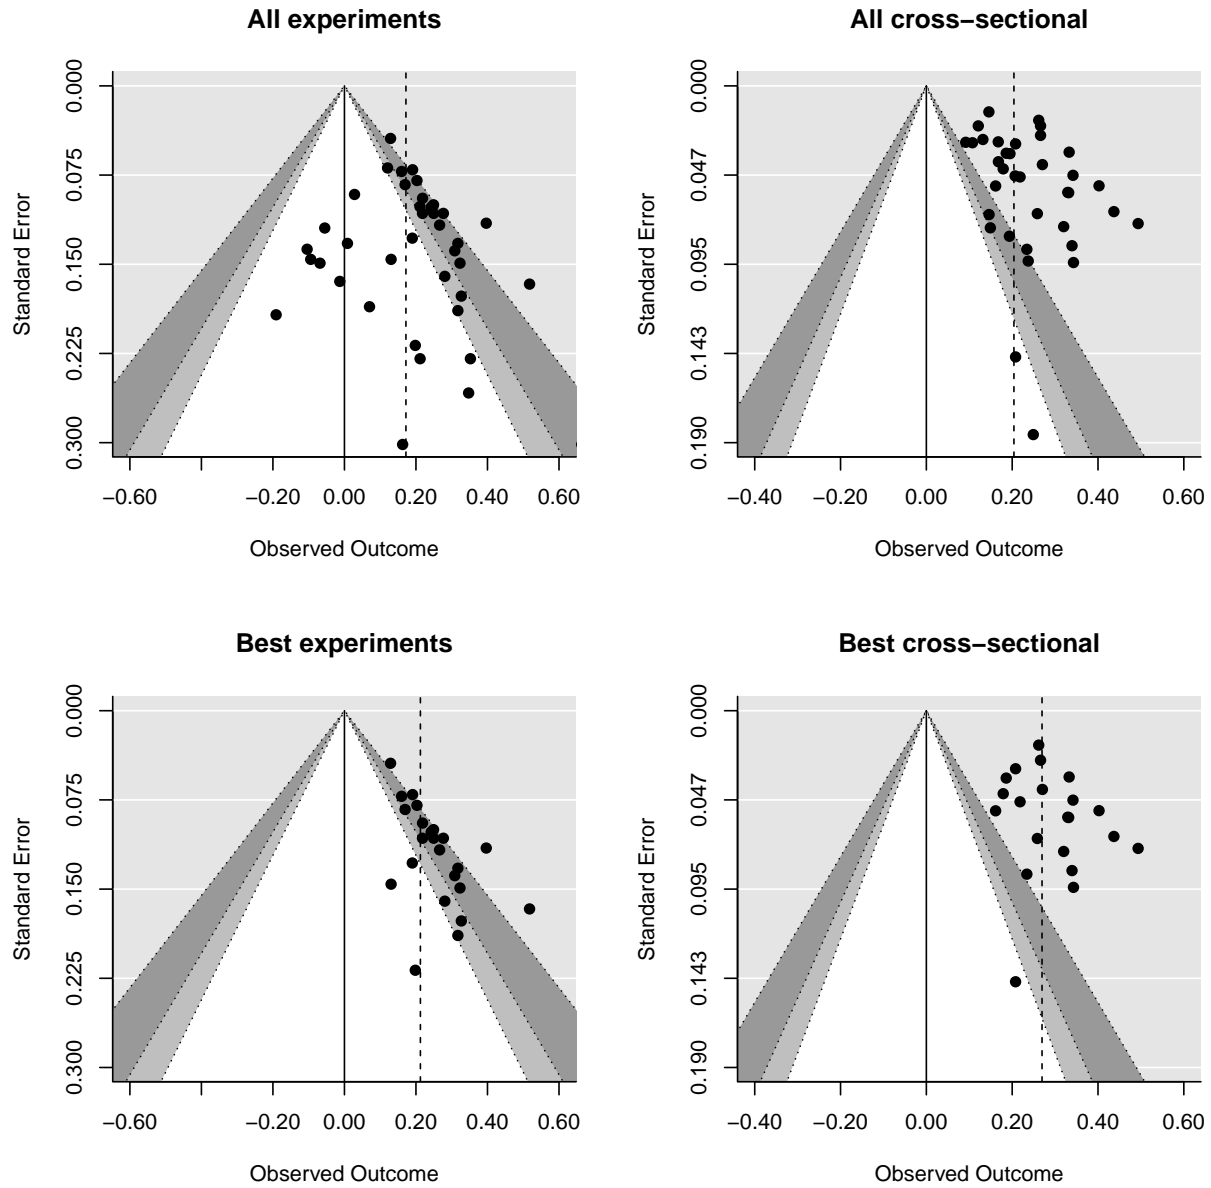 All experiments
0.000
0.075
0.150
0.225
0.300
Standard Error
−0.60 −0.20 0.00 0.20 0.40 0.60
Observed Outcome
All cross−sectional
0.000
0.047
0.095
0.143
0.190
Standard Error
−0.40 −0.20 0.00 0.20 0.40 0.60
Observed Outcome
Best experiments
0.000
0.075
0.150
0.225
0.300
Standard Error
−0.60 −0.20 0.00 0.20 0.40 0.60
Observed Outcome
Best cross−sectional
0.000
0.047
0.095
0.143
0.190
Standard Error
−0.40 −0.20 0.00 0.20 0.40 0.60
Observed Outcome